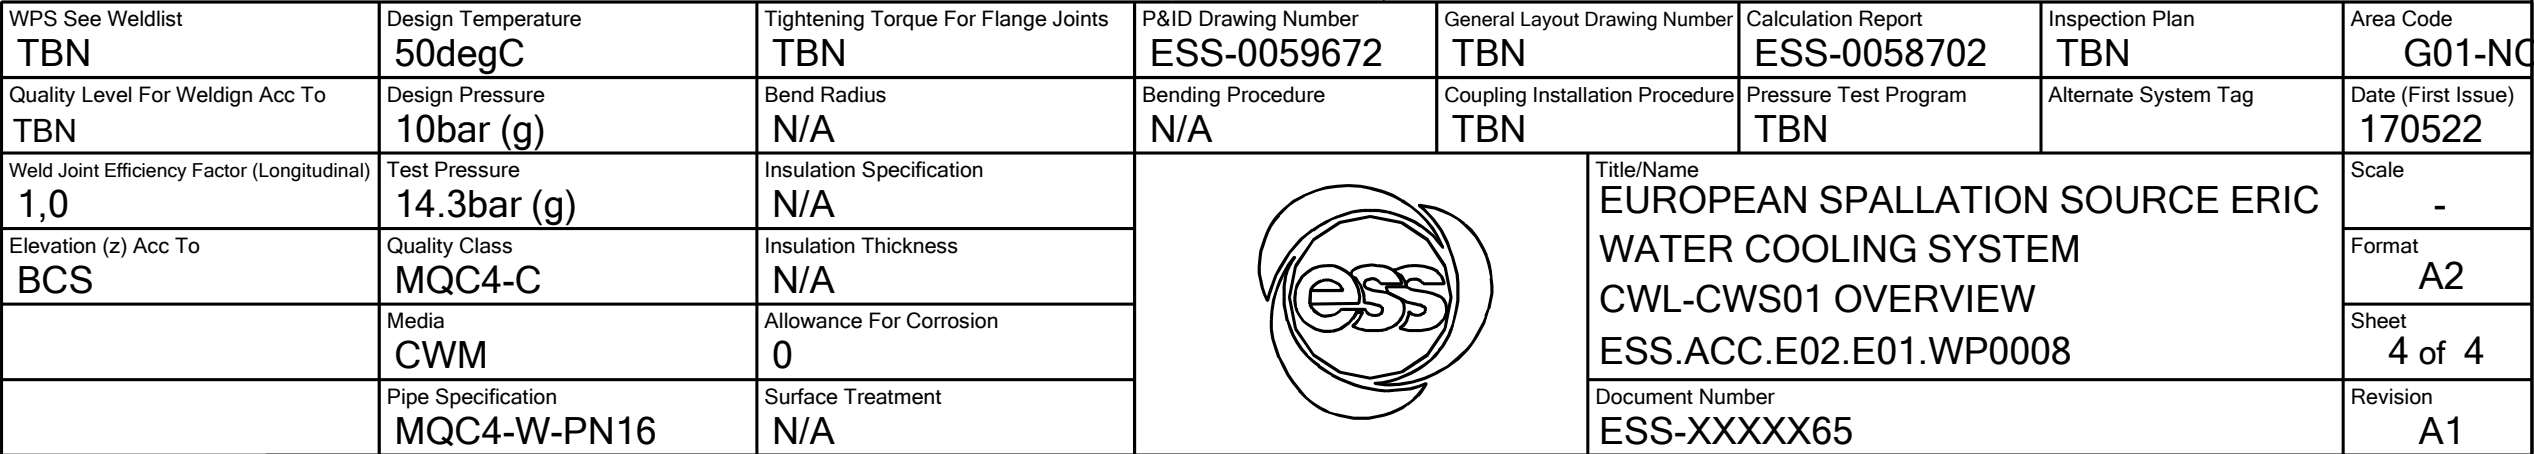 WPS See Weldlist
TBN
Design Temperature
50degC
Tightening Torque For Flange Joints
TBN
P&ID Drawing Number
ESS-0059672
General Layout Drawing Number
TBN
Calculation Report
ESS-0058702
Inspection Plan
TBN
Area Code
G01-NC
Quality Level For Weldign Acc To
TBN
Design Pressure
10bar (g)
Bend Radius
N/A
Bending Procedure
N/A
Coupling Installation Procedure
TBN
Pressure Test Program
TBN
Alternate System Tag
Date (First Issue)
170522
Weld Joint Efficiency Factor (Longitudinal)
1,0
Test Pressure
14.3bar (g)
Insulation Specification
N/A
Elevation (z) Acc To
BCS
Quality Class
MQC4-C
Insulation Thickness
N/A
Media
CWM
Allowance For Corrosion
0
Pipe Specification
MQC4-W-PN16
Surface Treatment
N/A
ess
Title/Name
EUROPEAN SPALLATION SOURCE ERIC
WATER COOLING SYSTEM
CWL-CWS01 OVERVIEW
ESS.ACC.E02.E01.WP0008
Document Number
ESS-XXXXX65
Scale
-
Format
A2
Sheet
4 of 4
Revision
A1